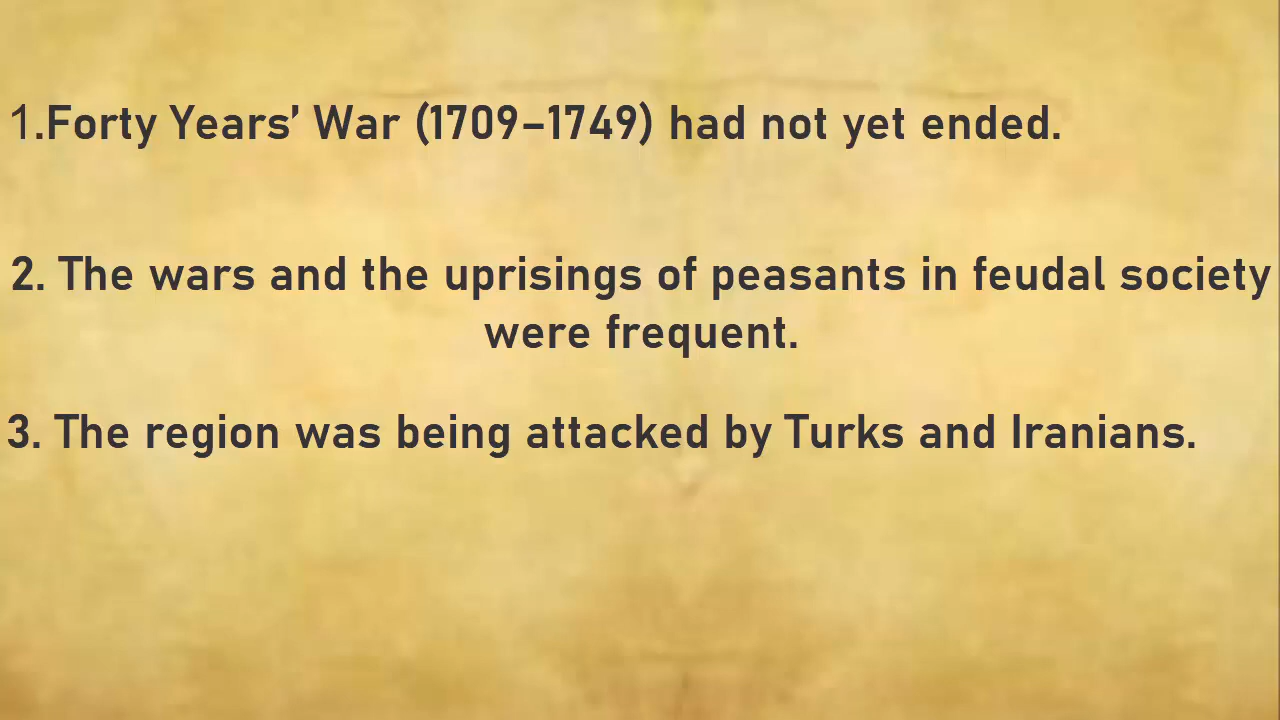 1.Forty Years’ War (1709–1749) had not yet ended.
2. The wars and the uprisings of peasants in feudal society
were frequent.
3. The region was being attacked by Turks and Iranians.